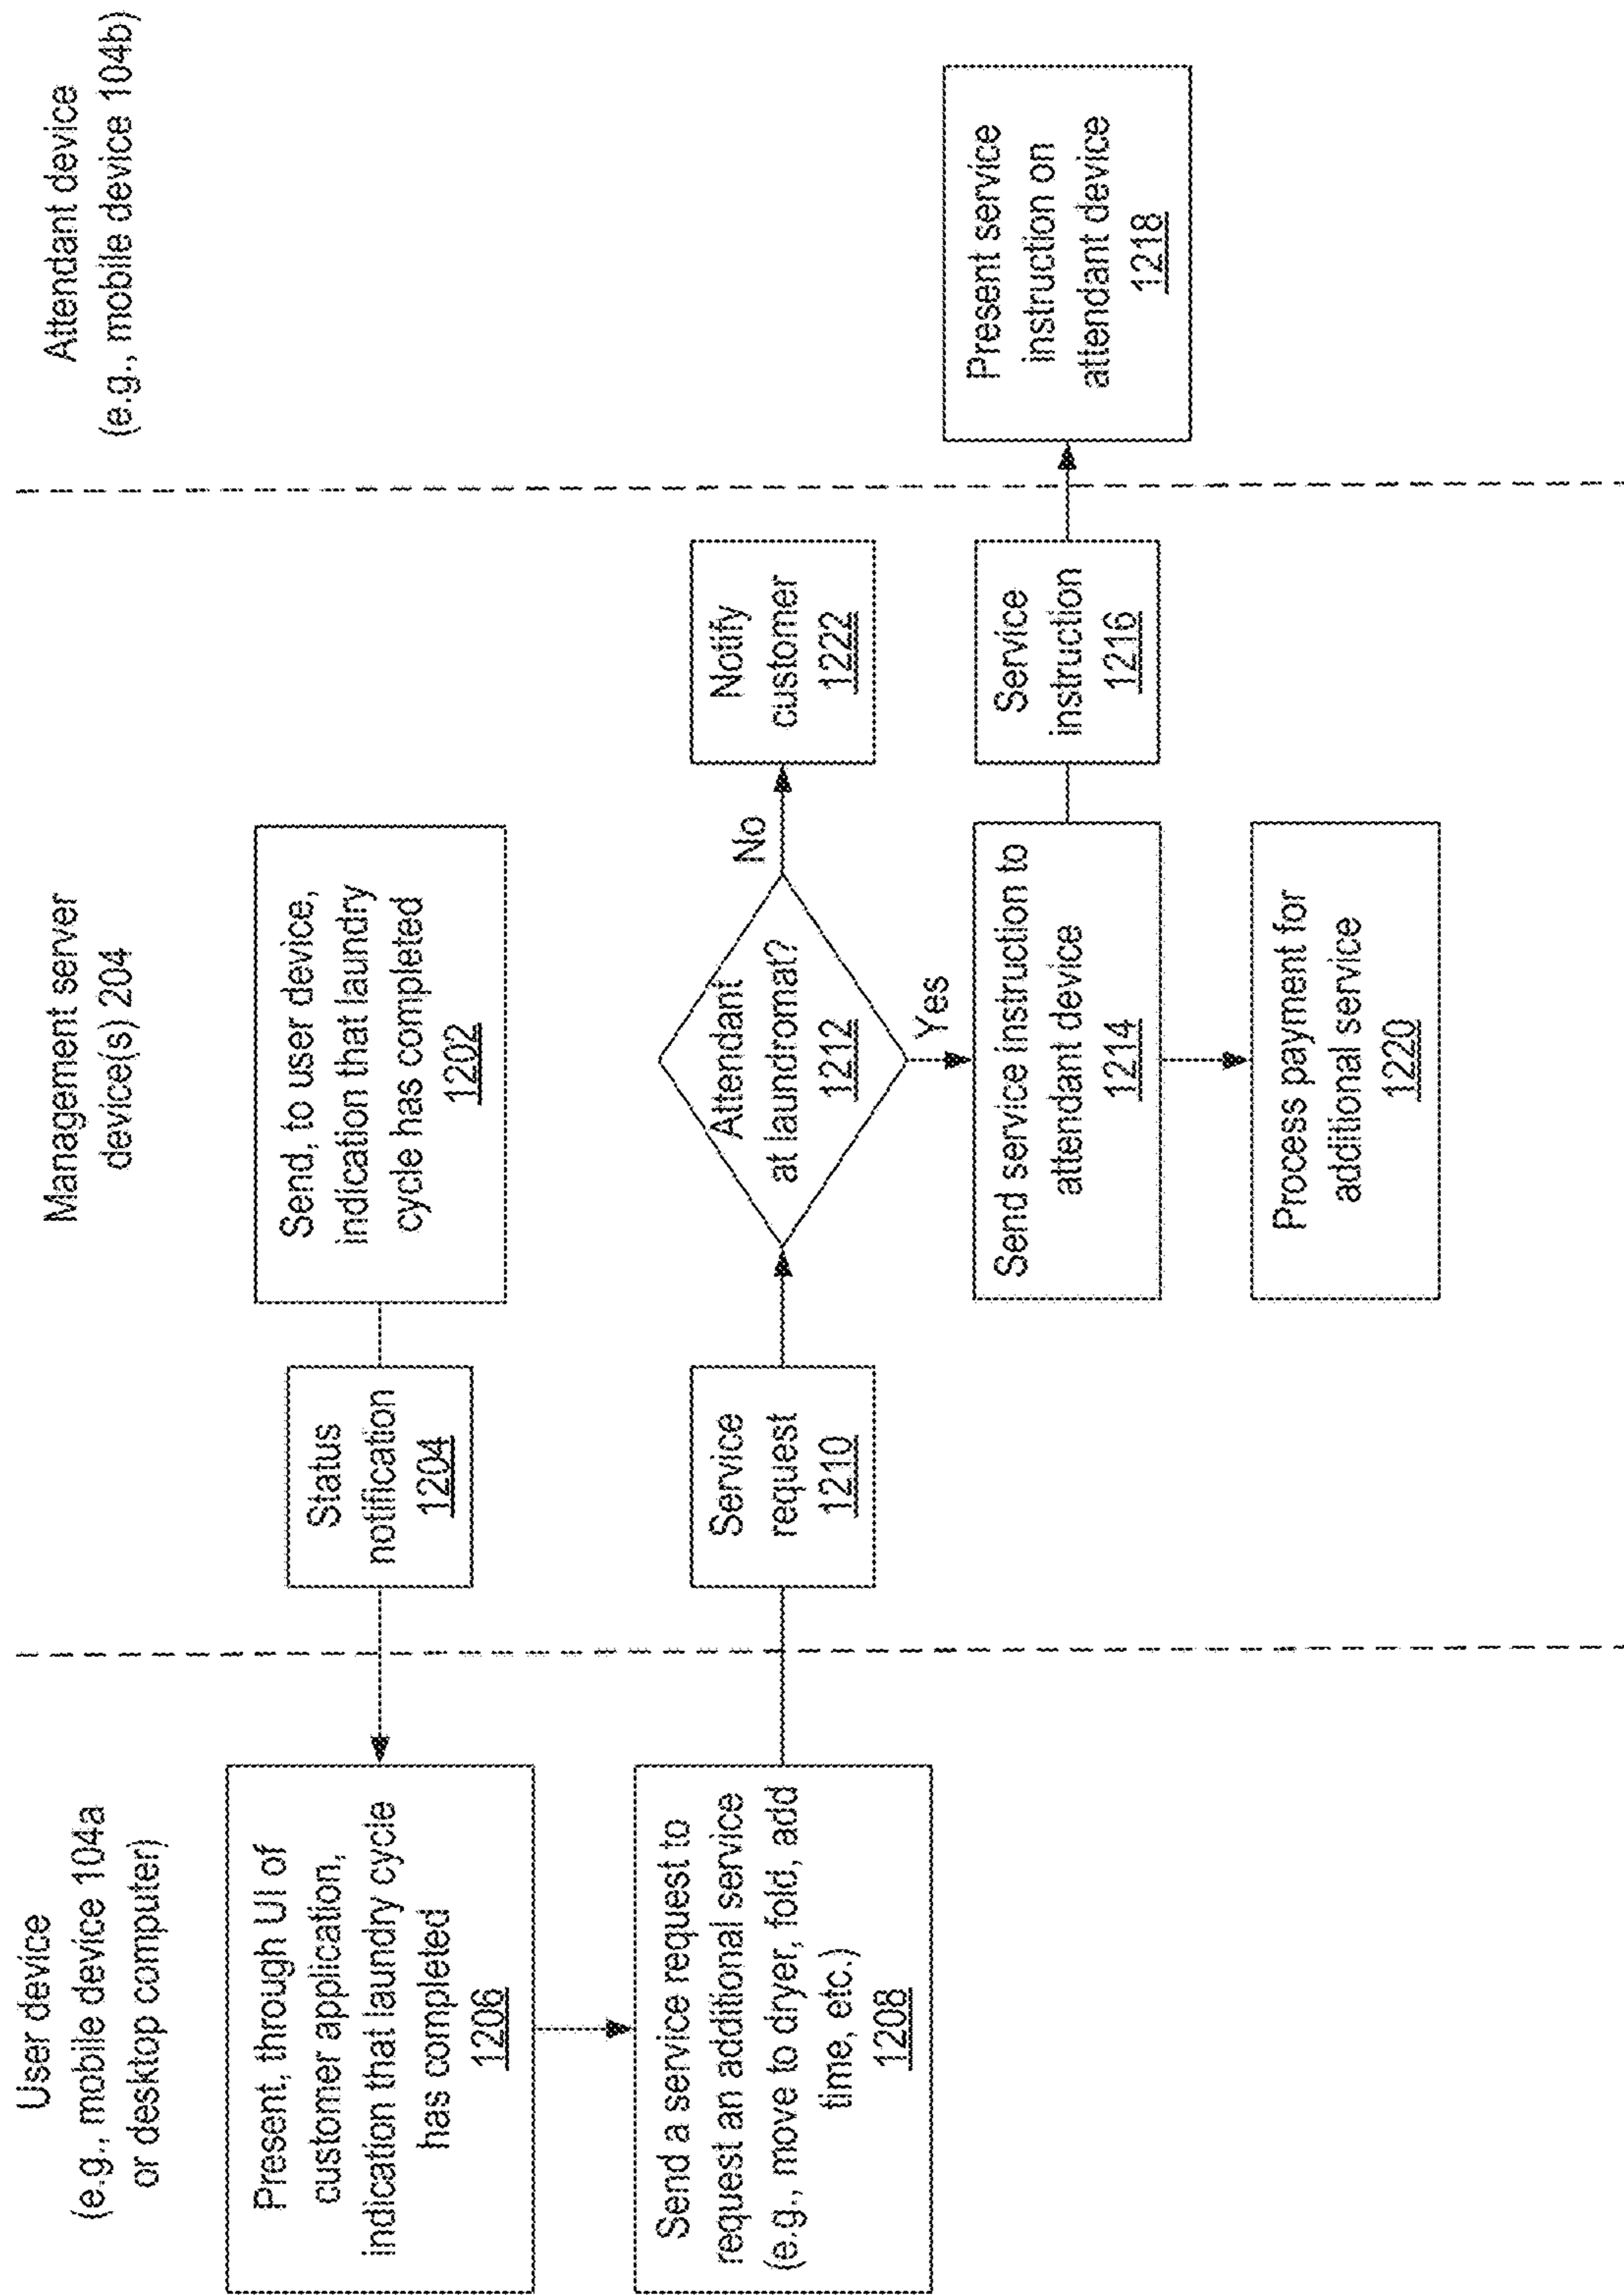 User device
(e.g., mobile device 104a
or desktop computer)
Management server
device(s) 204
Attendant device
(e.g., mobile device 104b)
Send, to user device,
indication that laundry
cycle has completed
1202
Status
notification
1204
Present, through UI of
customer application,
indication that laundry cycle
has completed
1206
Send a service request to
request an additional service
(e.g., move to dryer, fold, add
time, etc.)
1208
Service
request
1210
Attendant
at laundromat?
1212
No
Notify
customer
1222
Yes
Send service instruction to
attendant device
1214
Service
instruction
1216
Present service
instruction on
attendant device
1218
Process payment for
additional service
1220